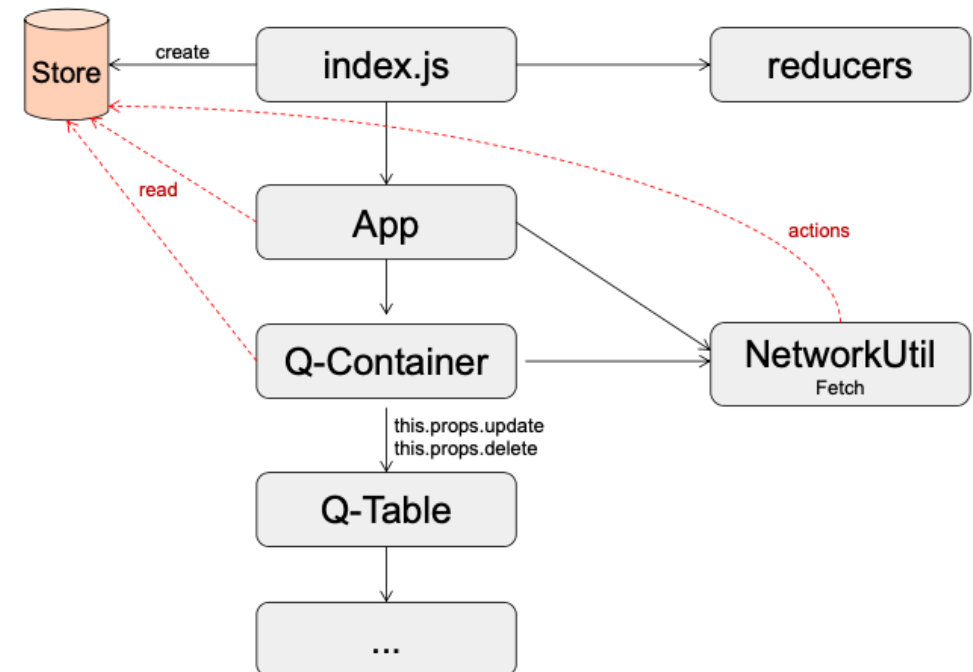 Store
create
index.js
reducers
read
App
actions
Q-Container
NetworkUtil
Fetch
this.props.update
this.props.delete
Q-Table
...